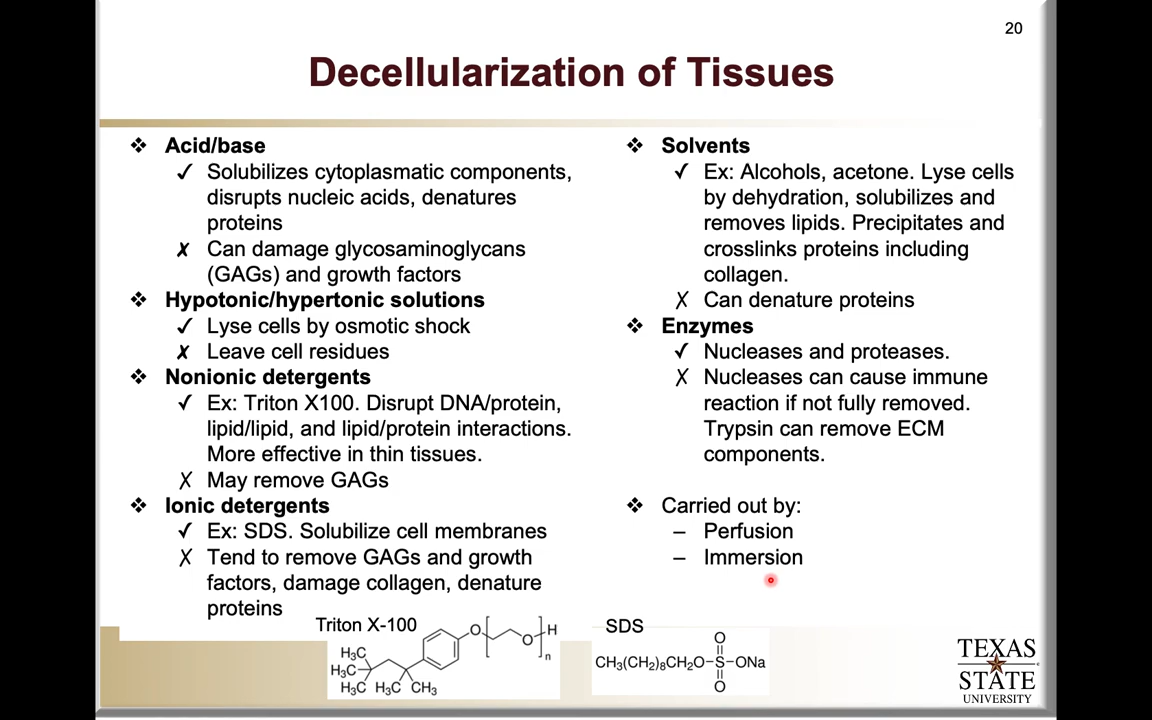 20
Decellularization of Tissues
❖ Acid/base
✓ Solubilizes cytoplasmatic components,
disrupts nucleic acids, denatures
proteins
✗ Can damage glycosaminoglycans
(GAGs) and growth factors
❖ Hypotonic/hypertonic solutions
✓ Lyse cells by osmotic shock
✗ Leave cell residues
❖ Nonionic detergents
✓ Ex: Triton X100. Disrupt DNA/protein,
lipid/lipid, and lipid/protein interactions.
More effective in thin tissues.
╳ May remove GAGs
❖ Ionic detergents
✓ Ex: SDS. Solubilize cell membranes
╳ Tend to remove GAGs and growth
factors, damage collagen, denature
proteins
❖ Solvents
✓ Ex: Alcohols, acetone. Lyse cells
by dehydration, solubilizes and
removes lipids. Precipitates and
crosslinks proteins including
collagen.
╳ Can denature proteins
❖ Enzymes
✓ Nucleases and proteases.
╳ Nucleases can cause immune
reaction if not fully removed.
Trypsin can remove ECM
components.
❖ Carried out by:
– Perfusion
– Immersion
Triton X-100
O O H
n
H₃C
H₃C
H₃C H₃C CH₃
SDS
O
CH₃(CH₂)₈CH₂O–S–ONa
O
TEXAS
STATE
UNIVERSITY